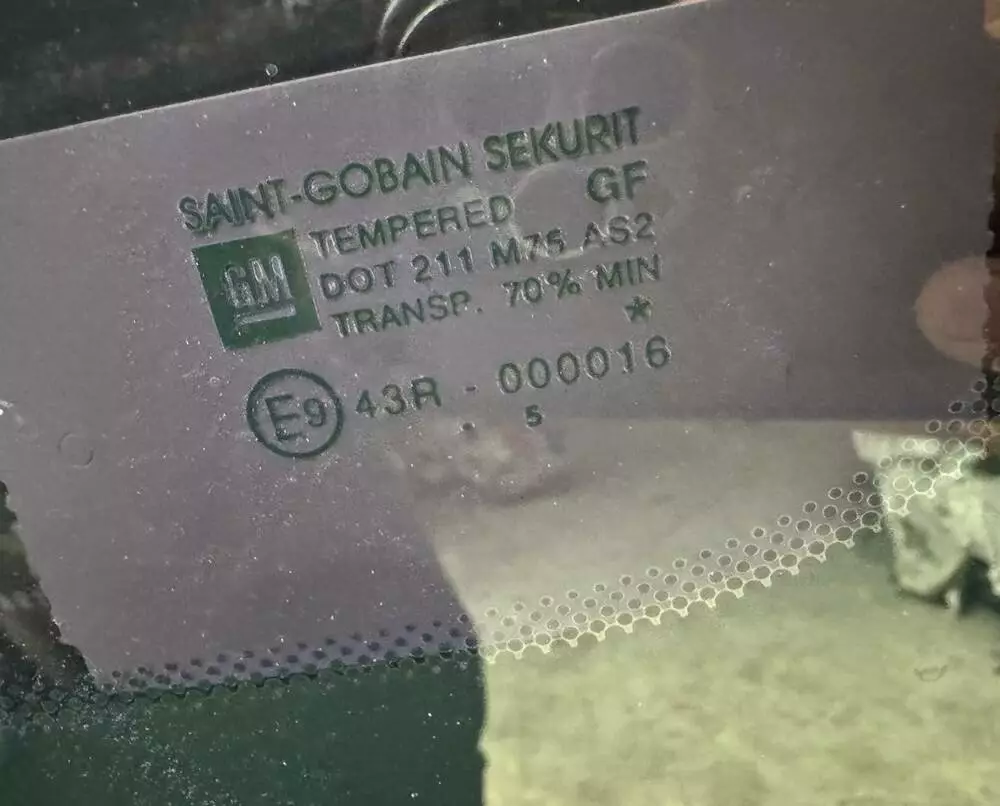 SAINT-GOBAIN SEKURIT
GF
GM
TEMPERED
DOT 211 M75 AS2
TRANSP. 70% MIN
*
E9 43R - 000016
. 5